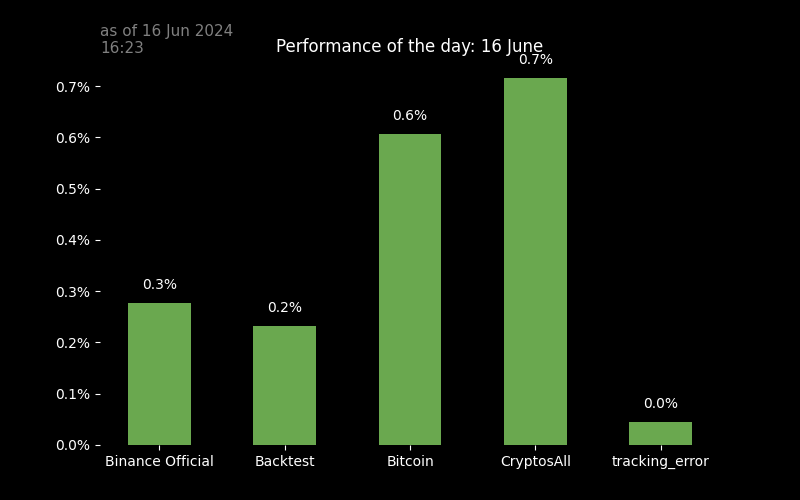 as of 16 Jun 2024
16:23
Performance of the day: 16 June
0.7%
0.6%
0.5%
0.4%
0.3%
0.2%
0.1%
0.0%
0.3%
0.2%
0.6%
0.7%
0.0%
Binance Official
Backtest
Bitcoin
CryptosAll
tracking_error